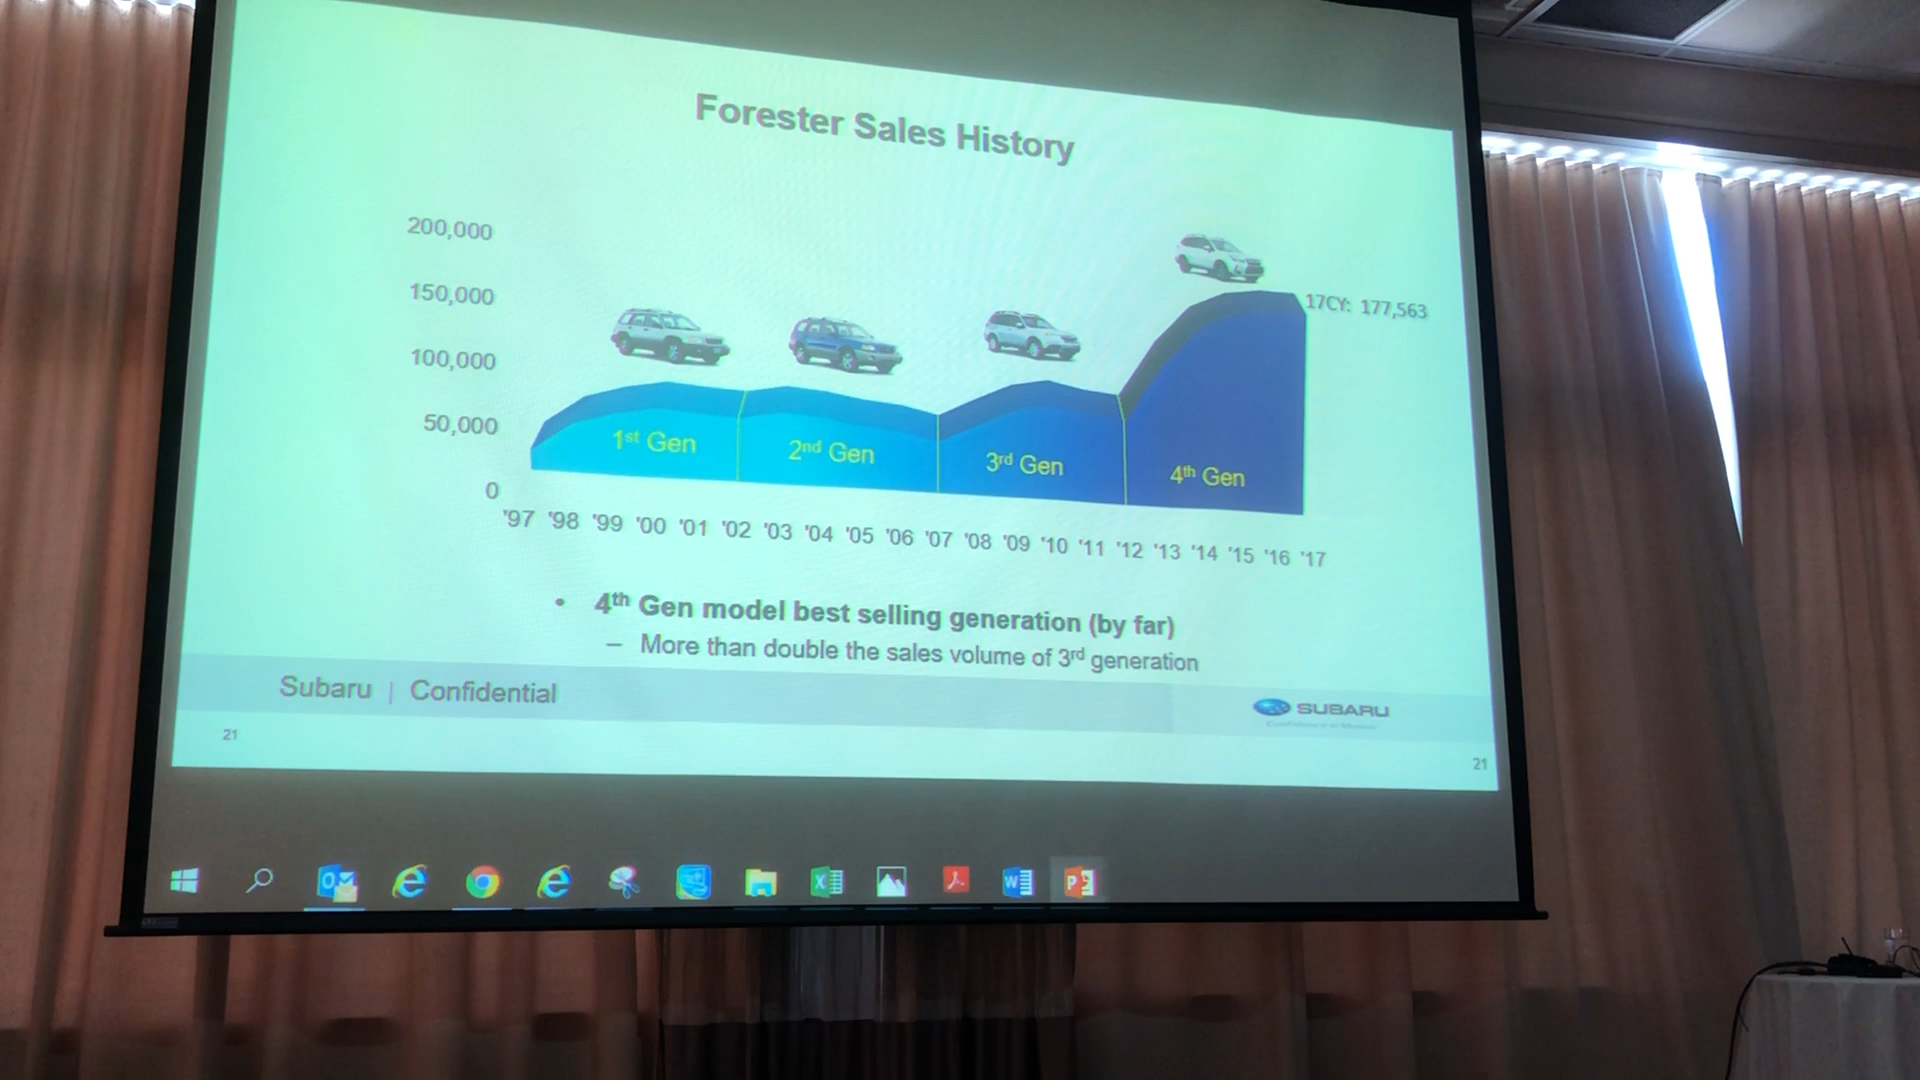 Forester Sales History
200,000
150,000
100,000
50,000
0
17CY: 177,563
1st Gen
2nd Gen
3rd Gen
4th Gen
'97 '98 '99 '00 '01 '02 '03 '04 '05 '06 '07 '08 '09 '10 '11 '12 '13 '14 '15 '16 '17
• 4th Gen model best selling generation (by far)
– More than double the sales volume of 3rd generation
Subaru | Confidential
SUBARU
21
21